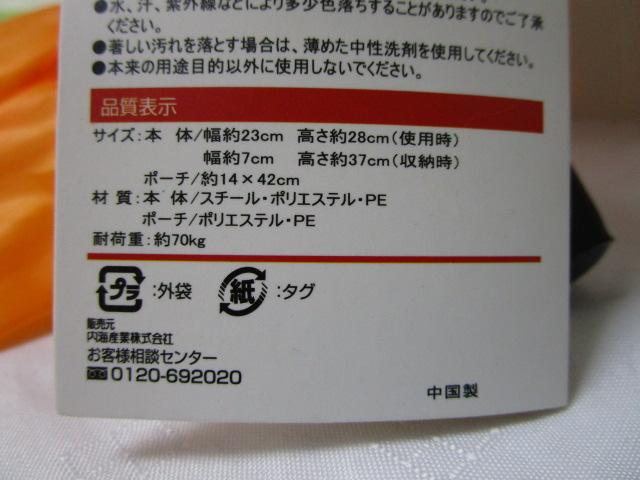 ●水、汗、紫外線などにより多少色落ちすることがありますのでご了承
ください。
●著しい汚れを落とす場合は、薄めた中性洗剤を使用してください。
●本来の用途目的以外に使用しないでください。
品質表示
サイズ:本 体/幅約23cm 高さ約28cm(使用時)
幅約7cm 高さ約37cm(収納時)
ポーチ/約14×42cm
材 質:本 体/スチール・ポリエステル・PE
ポーチ/ポリエステル・PE
耐荷重:約70kg
プラ:外袋 紙:タグ
販売元
内海産業株式会社
お客様相談センター
0120-692020
中国製